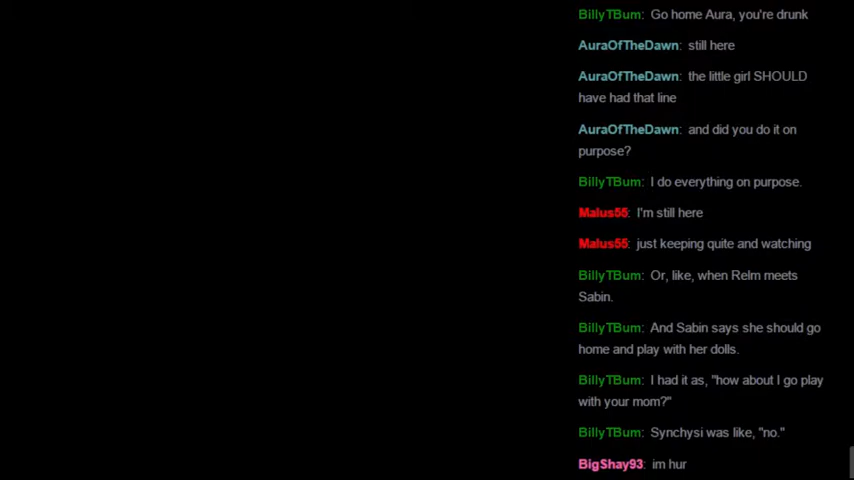 BillyTBum: Go home Aura, you're drunk
AuraOfTheDawn: still here
AuraOfTheDawn: the little girl SHOULD
have had that line
AuraOfTheDawn: and did you do it on
purpose?
BillyTBum: I do everything on purpose.
Malus55: I'm still here
Malus55: just keeping quite and watching
BillyTBum: Or, like, when Relm meets
Sabin.
BillyTBum: And Sabin says she should go
home and play with her dolls.
BillyTBum: I had it as, "how about I go play
with your mom?"
BillyTBum: Synchysi was like, "no."
BigShay93: im hur